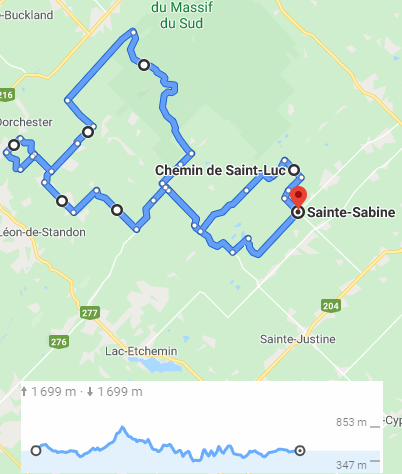 du Massif
du Sud
-Buckland
216
Dorchester
Chemin de Saint-Luc
Sainte-Sabine
Léon-de-Standon
277
204
276
Lac-Etchemin
Sainte-Justine
1 699 m · 1 699 m
853 m
-Cyp
347 m